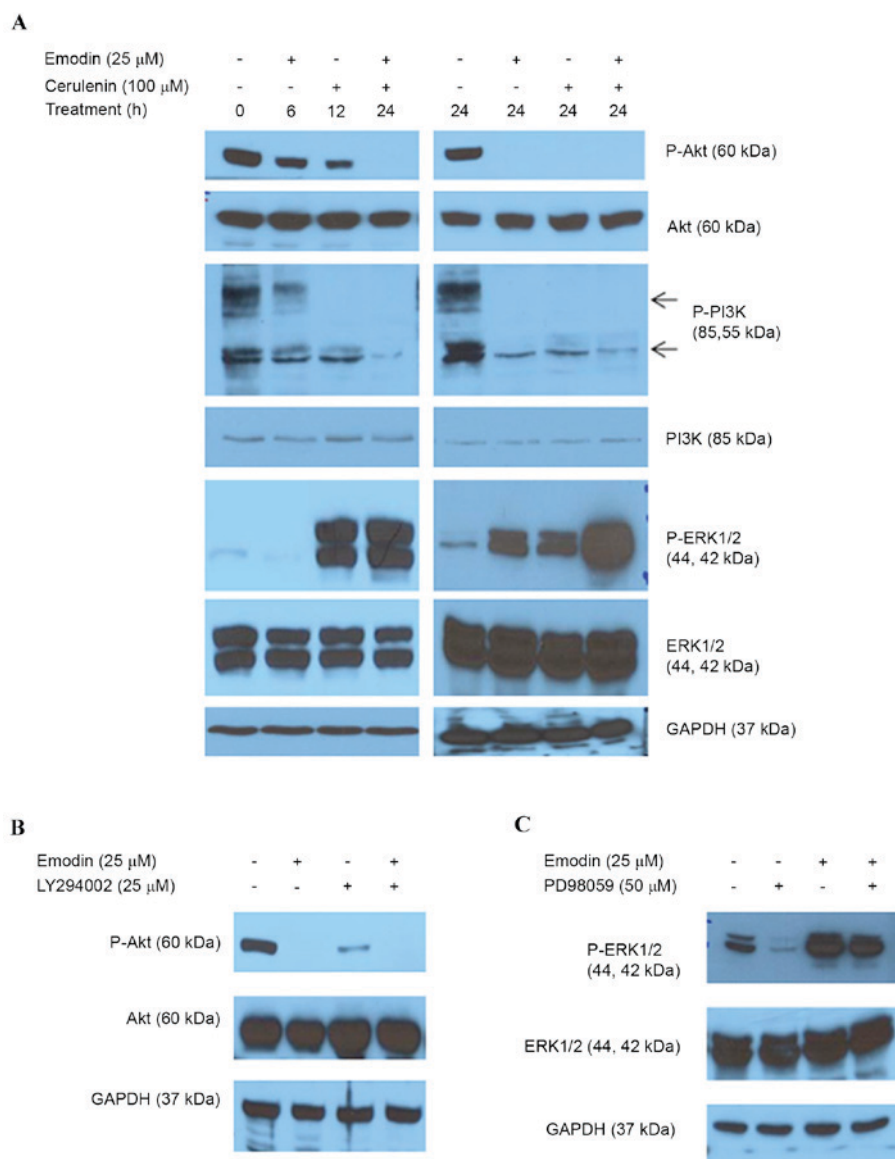 A
Emodin (25 μM) - + - + - + - +
Cerulenin (100 μM) - - + + - - + +
Treatment (h) 0 6 12 24 24 24 24 24
P-Akt (60 kDa)
Akt (60 kDa)
P-PI3K
(85,55 kDa)
PI3K (85 kDa)
P-ERK1/2
(44, 42 kDa)
ERK1/2
(44, 42 kDa)
GAPDH (37 kDa)
B
Emodin (25 μM) - + - +
LY294002 (25 μM) - - + +
P-Akt (60 kDa)
Akt (60 kDa)
GAPDH (37 kDa)
C
Emodin (25 μM) - - + +
PD98059 (50 μM) - + - +
P-ERK1/2
(44, 42 kDa)
ERK1/2 (44, 42 kDa)
GAPDH (37 kDa)